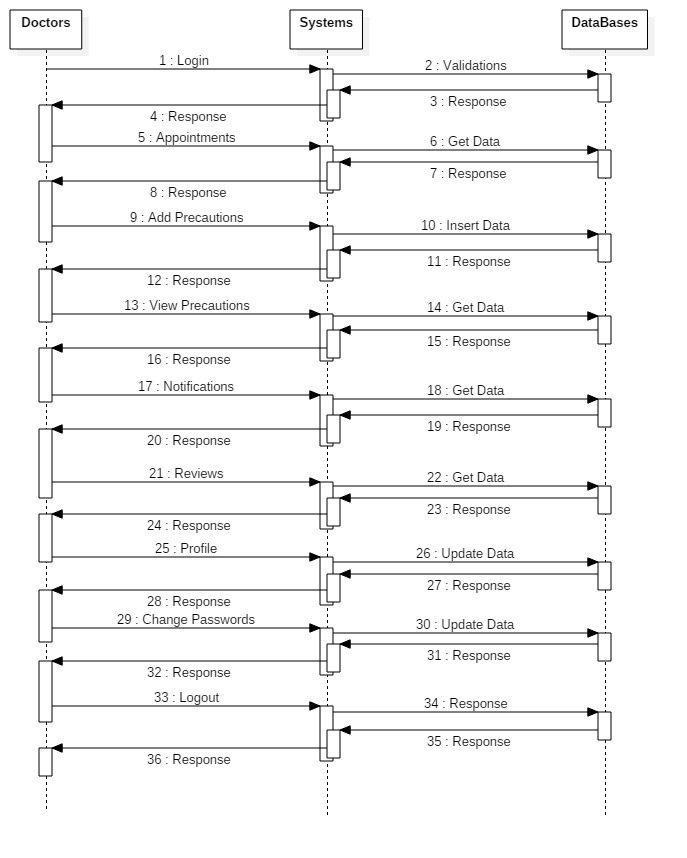 Doctors
Systems
DataBases
1 : Login
2 : Validations
3 : Response
4 : Response
5 : Appointments
6 : Get Data
7 : Response
8 : Response
9 : Add Precautions
10 : Insert Data
11 : Response
12 : Response
13 : View Precautions
14 : Get Data
15 : Response
16 : Response
17 : Notifications
18 : Get Data
19 : Response
20 : Response
21 : Reviews
22 : Get Data
23 : Response
24 : Response
25 : Profile
26 : Update Data
27 : Response
28 : Response
29 : Change Passwords
30 : Update Data
31 : Response
32 : Response
33 : Logout
34 : Response
35 : Response
36 : Response